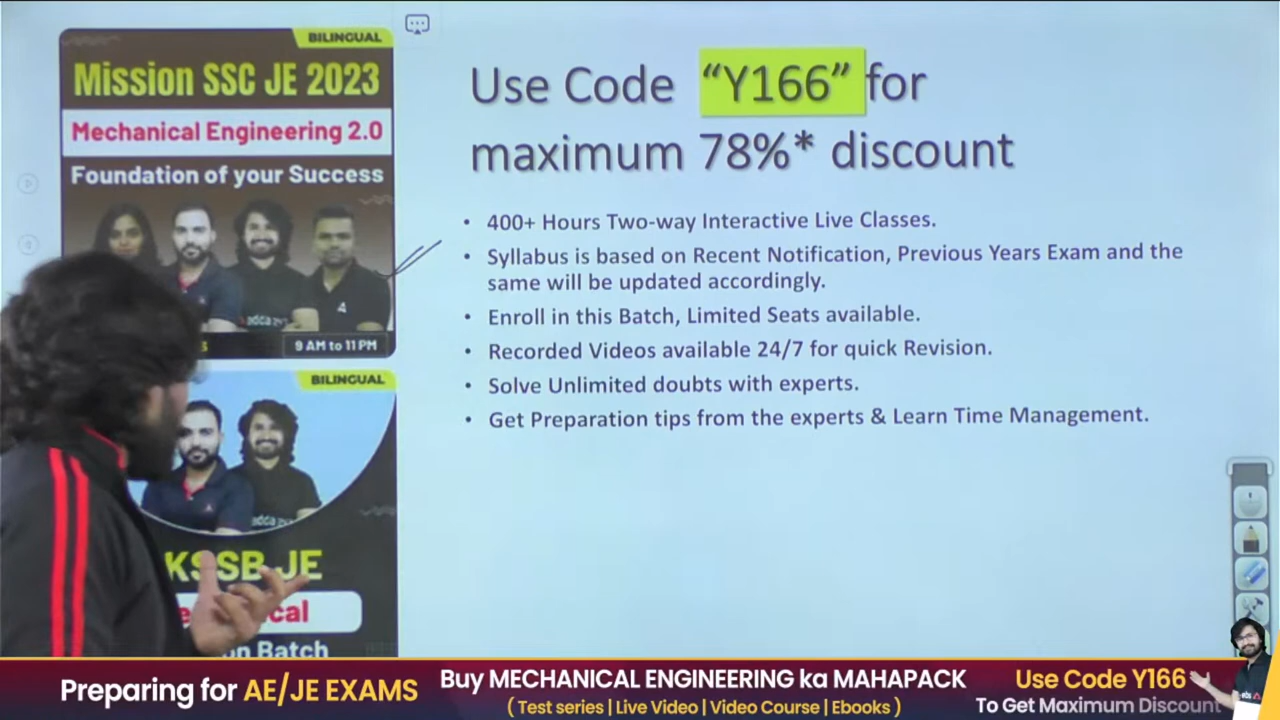 BILINGUAL
Mission SSC JE 2023
Mechanical Engineering 2.0
Foundation of your Success
9 AM to 11 PM
BILINGUAL
KSSB JE
Batch
Use Code “Y166” for
maximum 78%* discount
• 400+ Hours Two-way Interactive Live Classes.
• Syllabus is based on Recent Notification, Previous Years Exam and the
same will be updated accordingly.
• Enroll in this Batch, Limited Seats available.
• Recorded Videos available 24/7 for quick Revision.
• Solve Unlimited doubts with experts.
• Get Preparation tips from the experts & Learn Time Management.
Preparing for AE/JE EXAMS
Buy MECHANICAL ENGINEERING ka MAHAPACK
( Test series | Live Video | Video Course | Ebooks )
Use Code Y166
To Get Maximum Discount